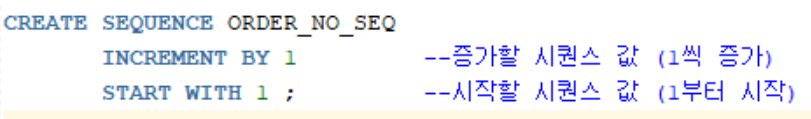 CREATE SEQUENCE ORDER_NO_SEQ
INCREMENT BY 1 --증가할 시퀀스 값 (1씩 증가)
START WITH 1 ; --시작할 시퀀스 값 (1부터 시작)